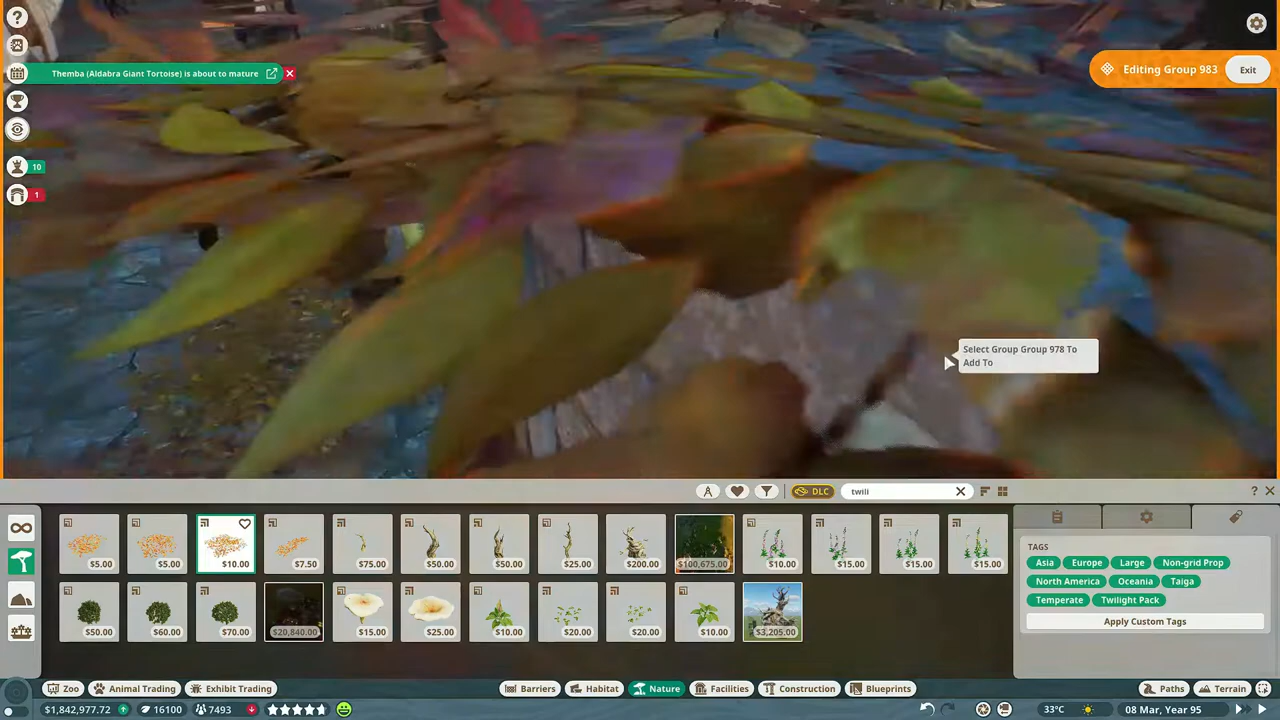 ?
Themba (Aldabra Giant Tortoise) is about to mature
Editing Group 983
Exit
10
1
Select Group Group 978 To
Add To
DLC
twili
?
$5.00
$5.00
$10.00
$7.50
$75.00
$50.00
$50.00
$25.00
$200.00
$100,675.00
$10.00
$15.00
$15.00
$15.00
$50.00
$60.00
$70.00
$20,840.00
$15.00
$25.00
$10.00
$20.00
$20.00
$10.00
$3,205.00
TAGS
Asia
Europe
Large
Non-grid Prop
North America
Oceania
Taiga
Temperate
Twilight Pack
Apply Custom Tags
Zoo
Animal Trading
Exhibit Trading
Barriers
Habitat
Nature
Facilities
Construction
Blueprints
Paths
Terrain
$1,842,977.72
16100
7493
33°C
08 Mar, Year 95